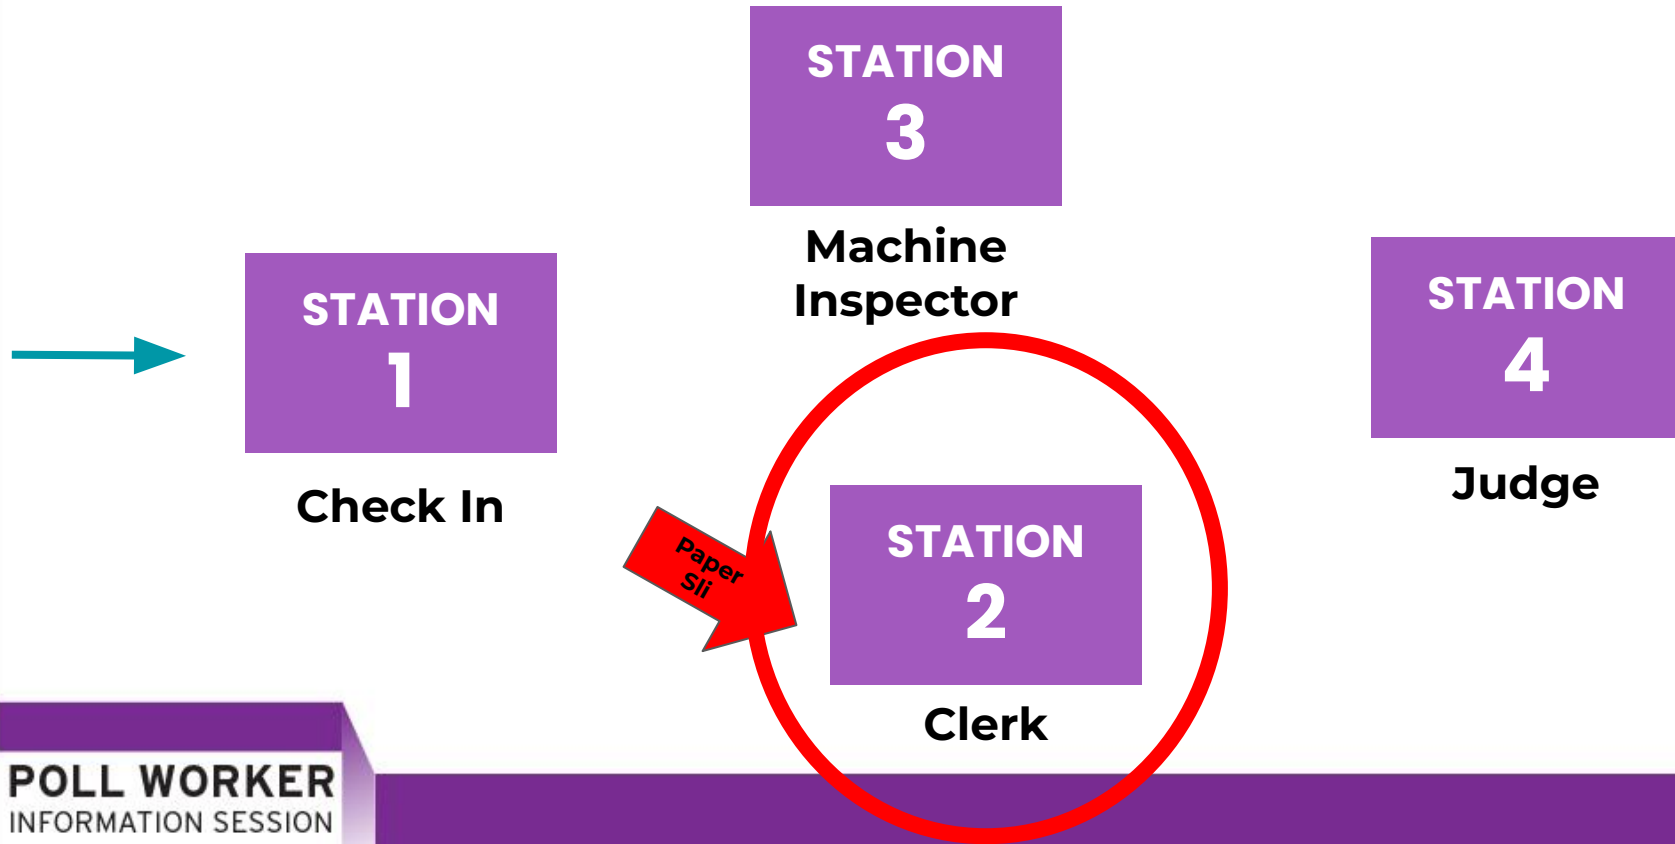 STATION
3
Machine
Inspector
STATION
1
Check In
STATION
4
Judge
Paper
Sli
STATION
2
Clerk
POLL WORKER
INFORMATION SESSION